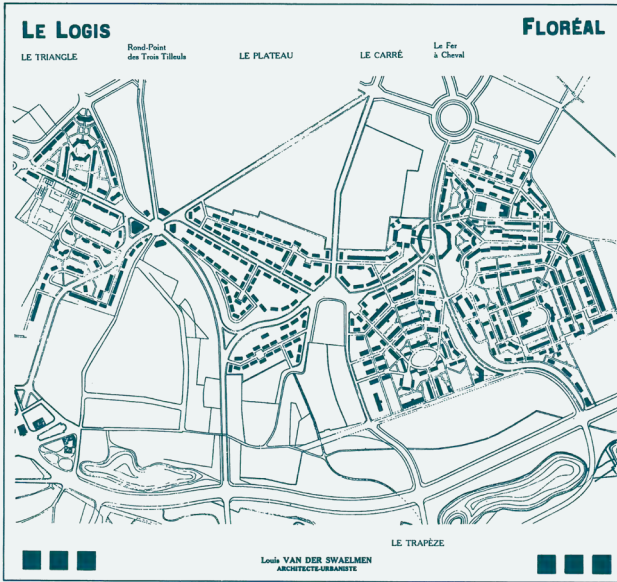 LE LOGIS
FLORÉAL
LE TRIANGLE
Rond-Point
des Trois Tilleuls
LE PLATEAU
LE CARRÉ
Le Fer
à Cheval
LE TRAPÈZE
Louis VAN DER SWAELMEN
ARCHITECTE-URBANISTE